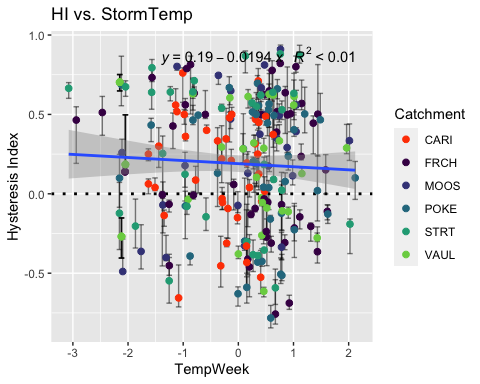 HI vs. StormTemp
y = 0.19 − 0.0194 x R² < 0.01
1.0
0.5
0.0
-0.5
Hysteresis Index
-3 -2 -1 0 1 2
TempWeek
Catchment
CARI
FRCH
MOOS
POKE
STRT
VAUL